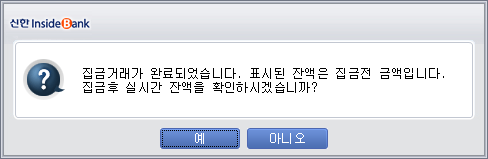 신한 InsideBank
집금거래가 완료되었습니다. 표시된 잔액은 집금전 금액입니다.
집금후 실시간 잔액을 확인하시겠습니까?
예 아니오